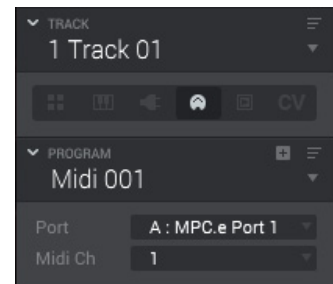 TRACK
1 Track 01
CV
PROGRAM
Midi 001
Port A : MPC.e Port 1
Midi Ch 1